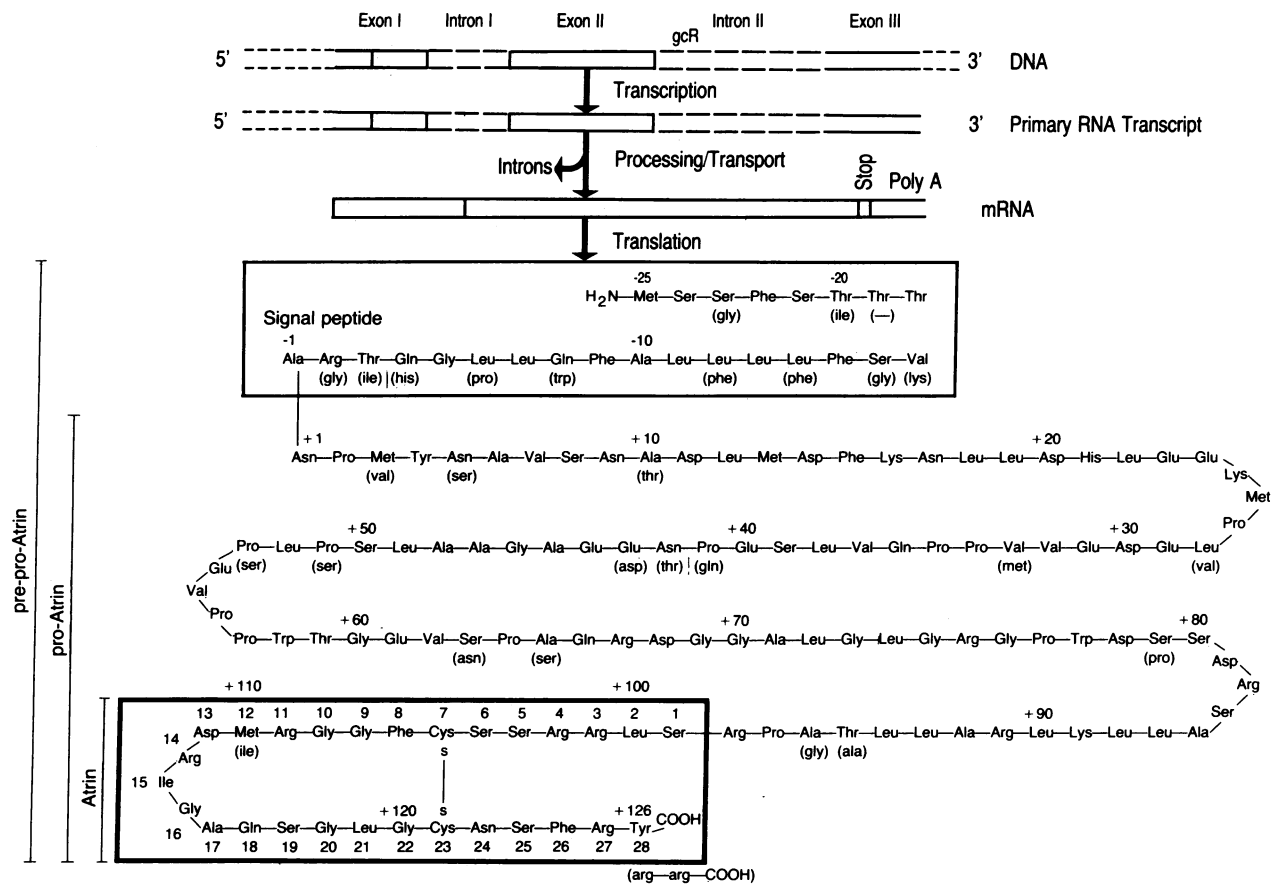 Exon I Intron I Exon II Intron II Exon III
gcR
5' 3' DNA
Transcription
5' 3' Primary RNA Transcript
Introns Processing/Transport
Stop Poly A
mRNA
Translation
-25 -20
H2N—Met—Ser—Ser—Phe—Ser—Thr—Thr—Thr
(gly) (ile) (—)
Signal peptide
-1 -10
Ala—Arg—Thr—Gln—Gly—Leu—Leu—Gln—Phe—Ala—Leu—Leu—Leu—Leu—Phe—Ser—Val
(gly) (ile) (his) (pro) (trp) (phe) (phe) (gly) (lys)
+1 +10 +20
Asn—Pro—Met—Tyr—Asn—Ala—Val—Ser—Asn—Ala—Asp—Leu—Met—Asp—Phe—Lys—Asn—Leu—Leu—Asp—His—Leu—Glu—Glu
(val) (ser) (thr)
Lys
Met
Pro
+50 +40 +30
Pro—Leu—Pro—Ser—Leu—Ala—Ala—Gly—Ala—Glu—Glu—Asn—Pro—Glu—Ser—Leu—Val—Gln—Pro—Pro—Val—Val—Glu—Asp—Glu—Leu
(ser) (ser) (asp) (thr) (gln) (met) (val)
Glu
Val
Pro
+60 +70 +80
Pro—Trp—Thr—Gly—Glu—Val—Ser—Pro—Ala—Gln—Arg—Asp—Gly—Gly—Ala—Leu—Gly—Leu—Gly—Arg—Gly—Pro—Trp—Asp—Ser—Ser
(asn) (ser) (pro)
Asp
Arg
Ser
+110 +100 +90
13 12 11 10 9 8 7 6 5 4 3 2 1
Asp—Met—Arg—Gly—Gly—Phe—Cys—Ser—Ser—Arg—Arg—Leu—Ser—Arg—Pro—Ala—Thr—Leu—Leu—Ala—Arg—Leu—Lys—Leu—Leu—Ala
(ile) (gly) (ala)
14 Arg
15 Ile
16 Gly
s
s
+120 +126
Ala—Gln—Ser—Gly—Leu—Gly—Cys—Asn—Ser—Phe—Arg—Tyr COOH
17 18 19 20 21 22 23 24 25 26 27 28
(arg—arg—COOH)
pre-pro-Atrin
pro-Atrin
Atrin